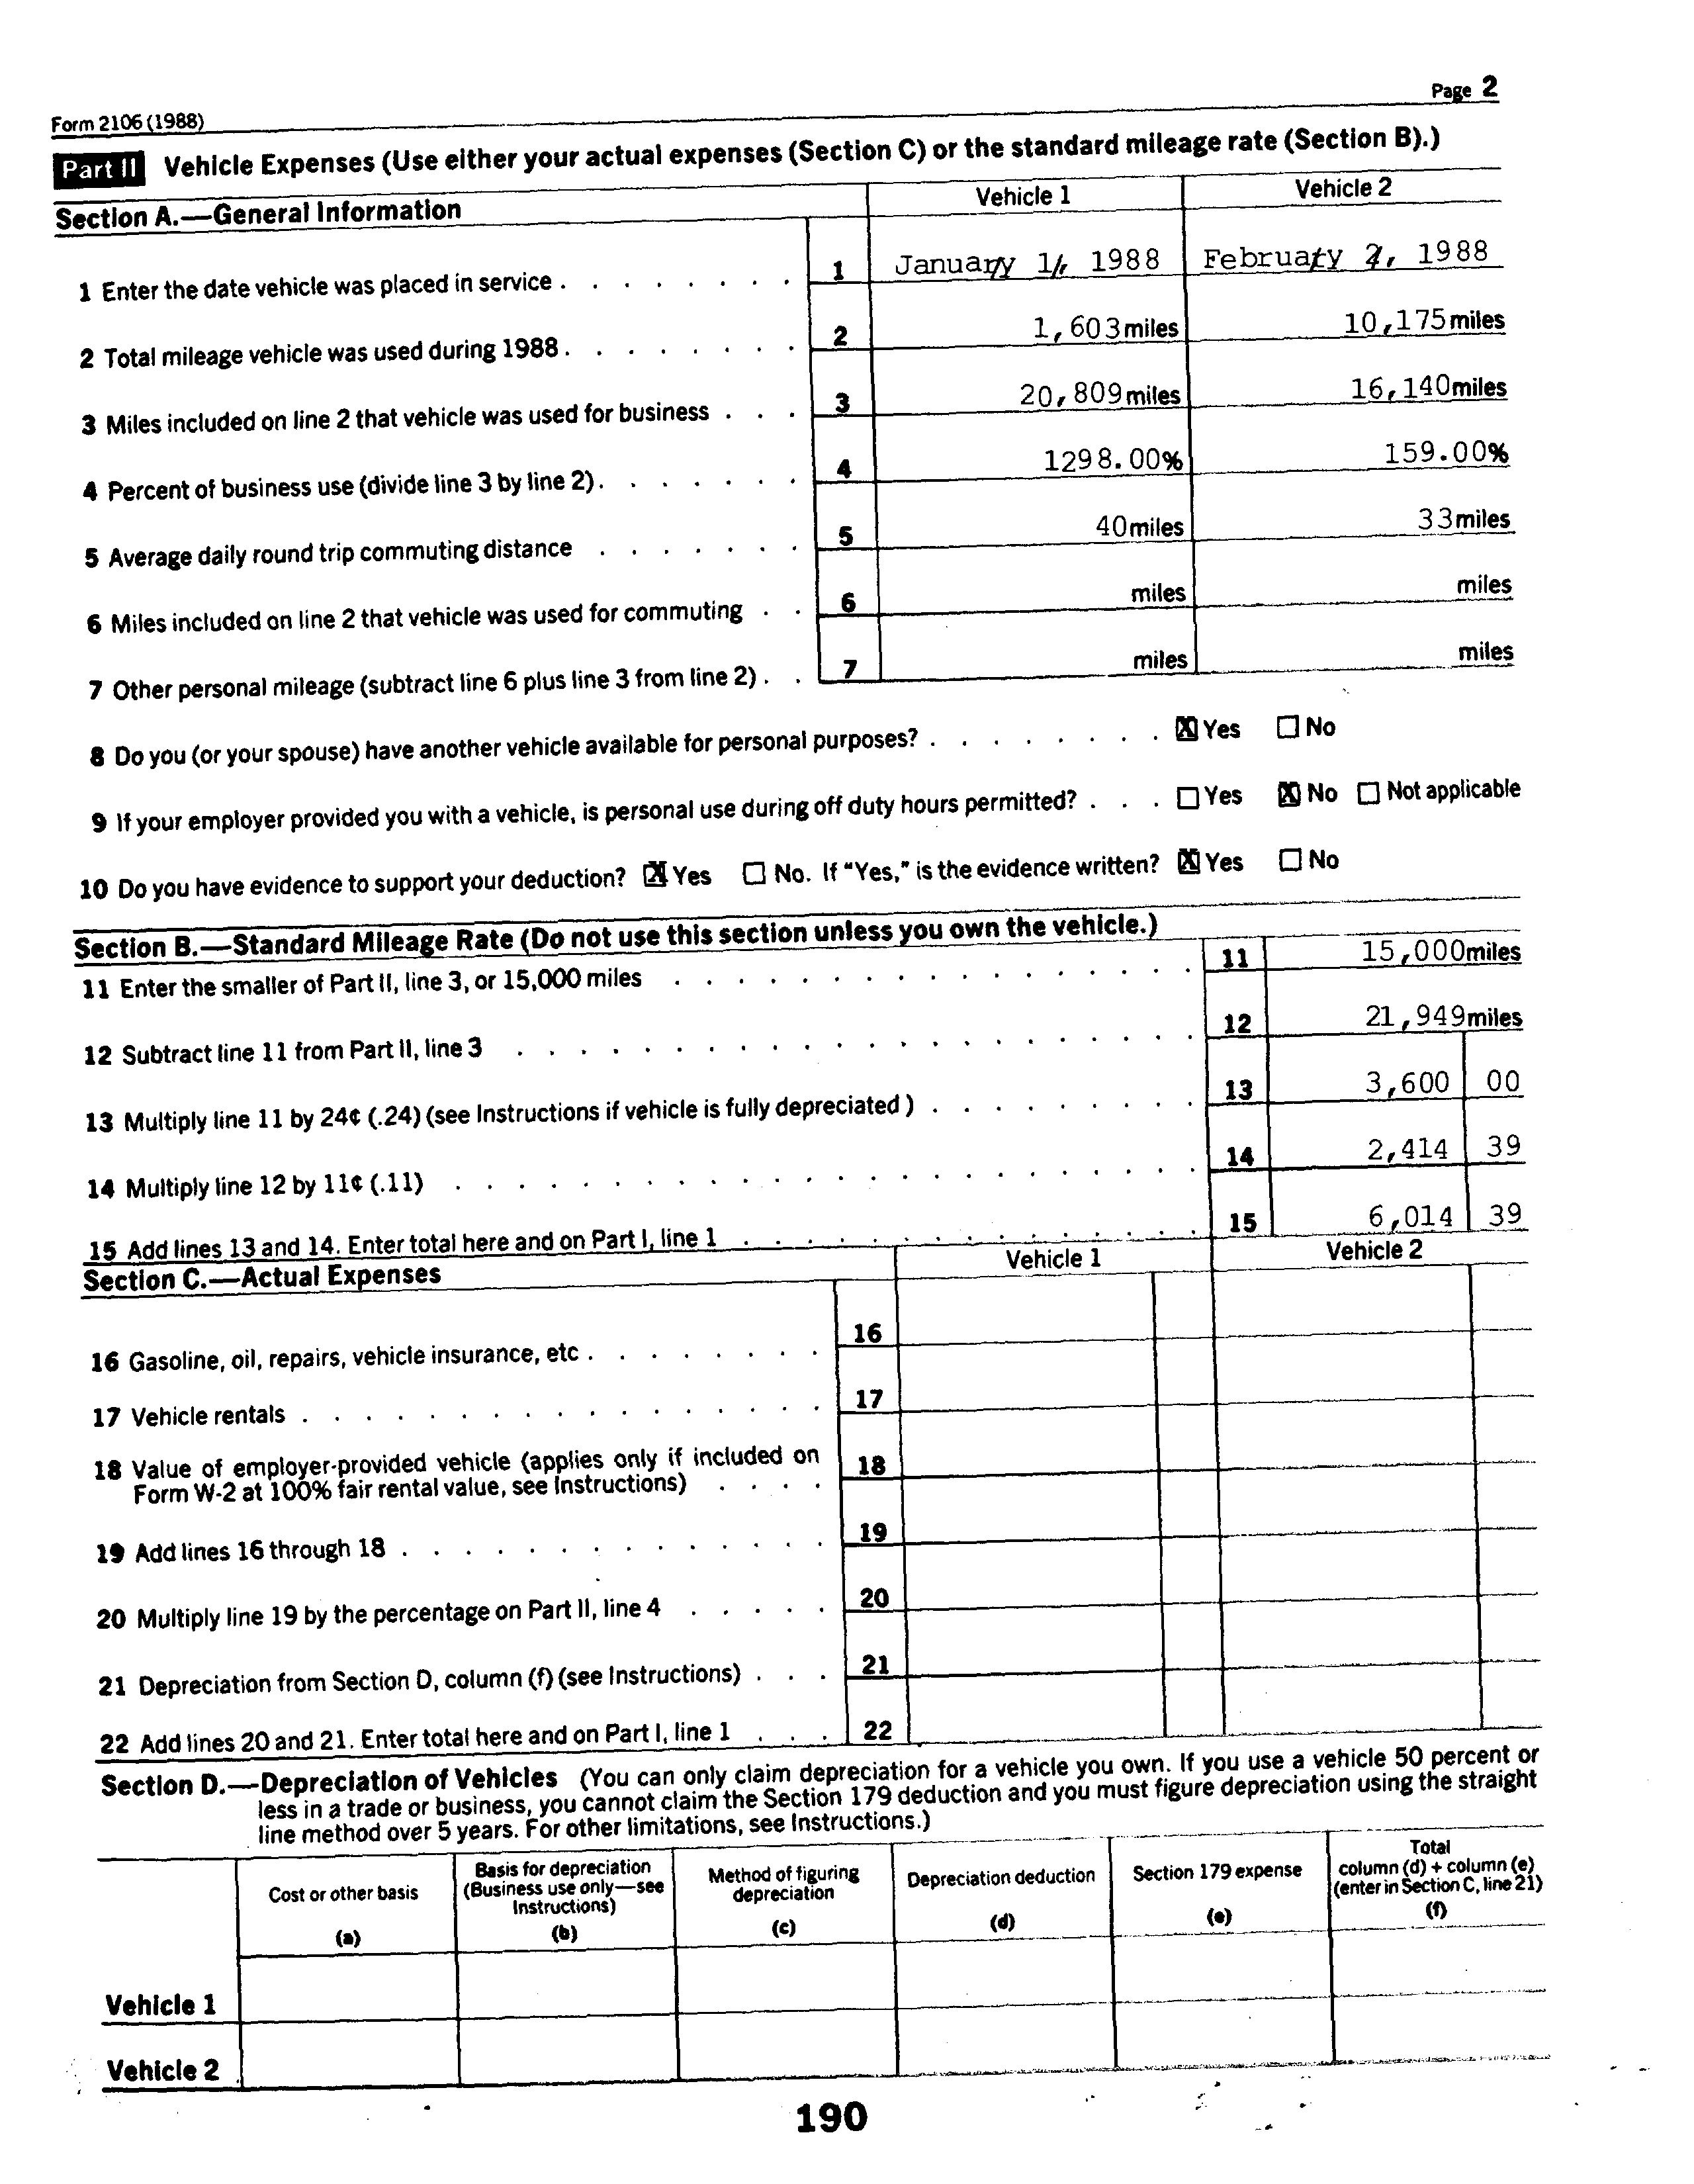 Form 2106 (1988)
Page 2
Part II Vehicle Expenses (Use either your actual expenses (Section C) or the standard mileage rate (Section B).)
Section A.—General Information
Vehicle 1 Vehicle 2
1 Enter the date vehicle was placed in service . . . . . . . . 1 January 1, 1988 February 2, 1988
2 Total mileage vehicle was used during 1988 . . . . . . . . 2 1,603 miles 10,175 miles
3 Miles included on line 2 that vehicle was used for business . . . 3 20,809 miles 16,140 miles
4 Percent of business use (divide line 3 by line 2) . . . . . . . 4 1298.00% 159.00%
5 Average daily round trip commuting distance . . . . . . . 5 40 miles 33 miles
6 Miles included on line 2 that vehicle was used for commuting . . 6 miles miles
7 Other personal mileage (subtract line 6 plus line 3 from line 2) . . 7 miles miles
8 Do you (or your spouse) have another vehicle available for personal purposes? . . . . . . . . X Yes No
9 If your employer provided you with a vehicle, is personal use during off duty hours permitted? . . . Yes X No Not applicable
10 Do you have evidence to support your deduction? X Yes No. If “Yes,” is the evidence written? X Yes No
Section B.—Standard Mileage Rate (Do not use this section unless you own the vehicle.)
11 Enter the smaller of Part II, line 3, or 15,000 miles . . . . . . . . . . . . . . . . . 11 15,000 miles
12 Subtract line 11 from Part II, line 3 . . . . . . . . . . . . . . . . . . . . . . 12 21,949 miles
13 Multiply line 11 by 24¢ (.24) (see Instructions if vehicle is fully depreciated ) . . . . . . . . . 13 3,600 00
14 Multiply line 12 by 11¢ (.11) . . . . . . . . . . . . . . . . . . . . . . . . 14 2,414 39
15 Add lines 13 and 14. Enter total here and on Part I, line 1 . . . . . . . . . . . . . . . 15 6,014 39
Section C.—Actual Expenses
Vehicle 1 Vehicle 2
16 Gasoline, oil, repairs, vehicle insurance, etc . . . . . . . . 16
17 Vehicle rentals . . . . . . . . . . . . . . . . . 17
18 Value of employer-provided vehicle (applies only if included on
Form W-2 at 100% fair rental value, see Instructions) . . . . 18
19 Add lines 16 through 18 . . . . . . . . . . . . . . 19
20 Multiply line 19 by the percentage on Part II, line 4 . . . . . 20
21 Depreciation from Section D, column (f) (see Instructions) . . . 21
22 Add lines 20 and 21. Enter total here and on Part I, line 1 . . . 22
Section D.—Depreciation of Vehicles (You can only claim depreciation for a vehicle you own. If you use a vehicle 50 percent or
less in a trade or business, you cannot claim the Section 179 deduction and you must figure depreciation using the straight
line method over 5 years. For other limitations, see Instructions.)
Cost or other basis
(a)
Basis for depreciation
(Business use only—see
Instructions)
(b)
Method of figuring
depreciation
(c)
Depreciation deduction
(d)
Section 179 expense
(e)
Total
column (d) + column (e)
(enter in Section C, line 21)
(f)
Vehicle 1
Vehicle 2
190